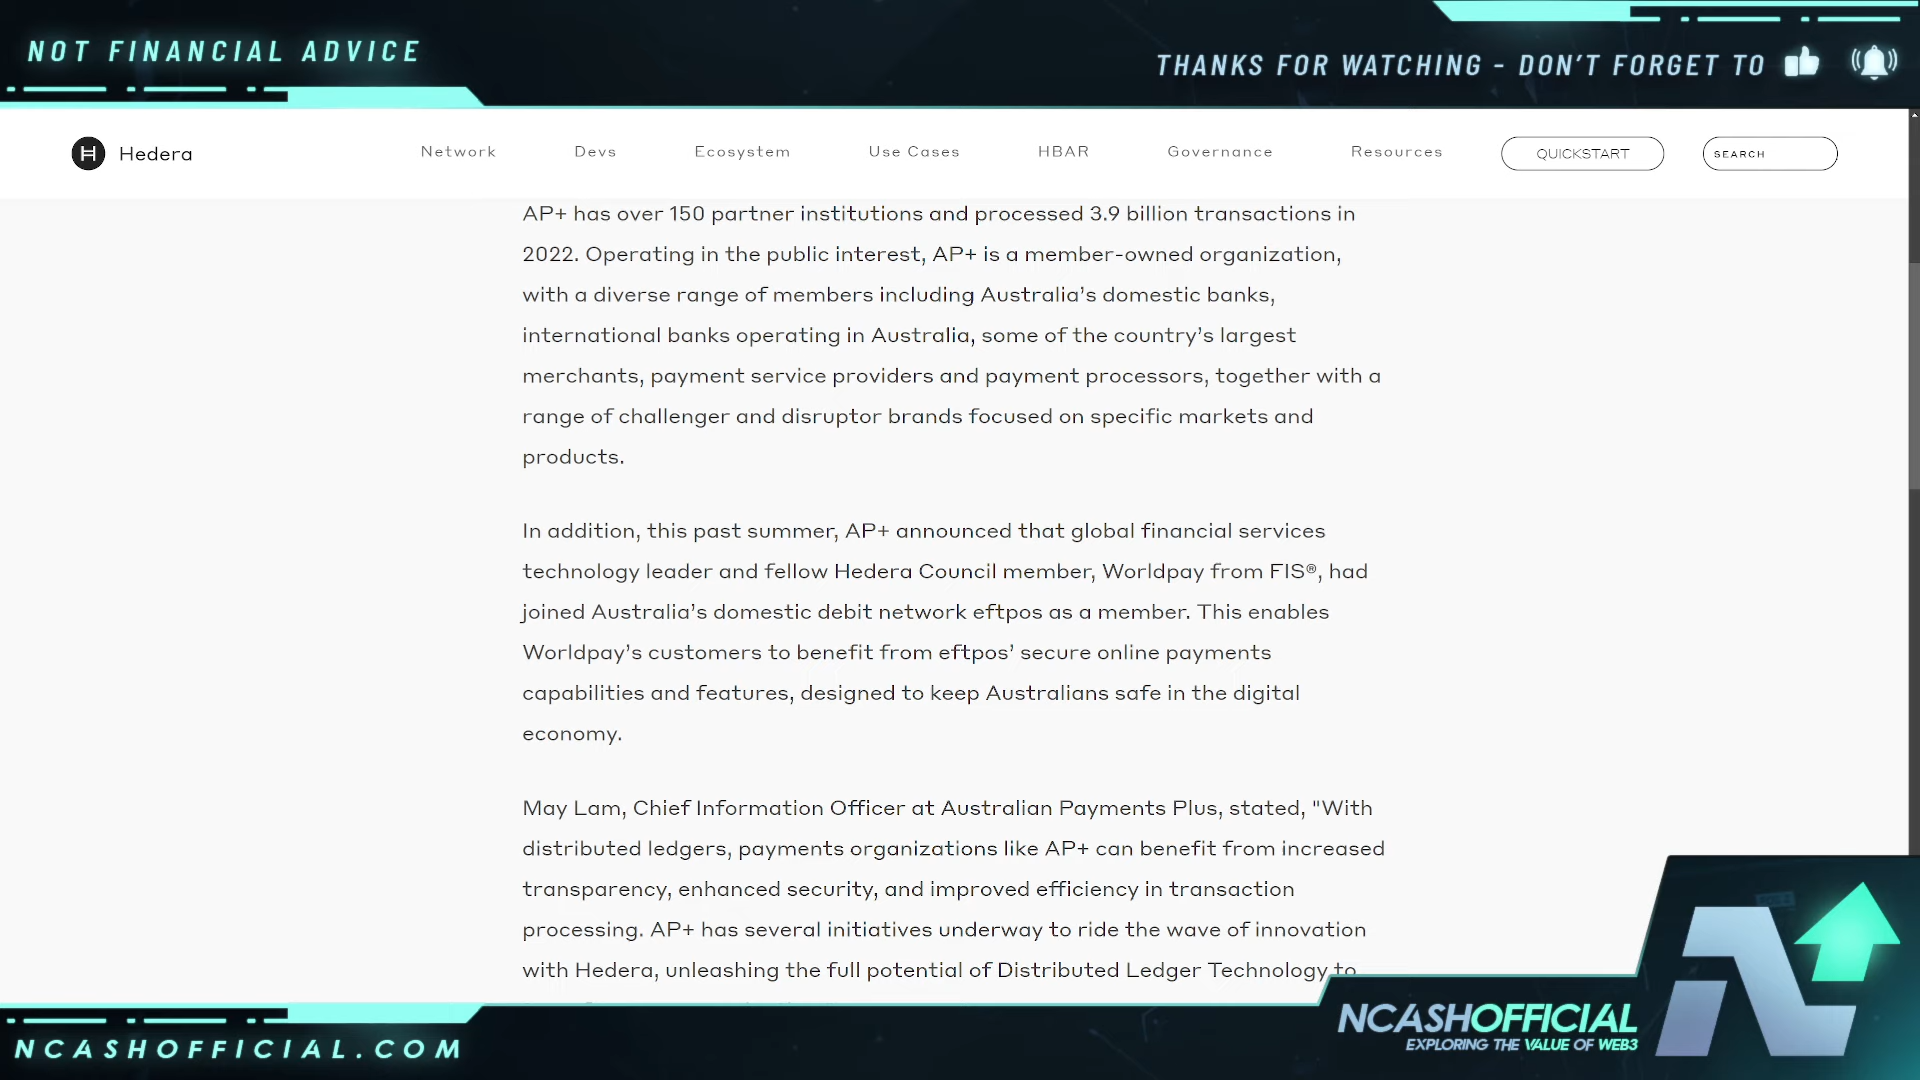 NOT FINANCIAL ADVICE
THANKS FOR WATCHING - DON'T FORGET TO
Hedera
Network
Devs
Ecosystem
Use Cases
HBAR
Governance
Resources
QUICKSTART
SEARCH
AP+ has over 150 partner institutions and processed 3.9 billion transactions in
2022. Operating in the public interest, AP+ is a member-owned organization,
with a diverse range of members including Australia's domestic banks,
international banks operating in Australia, some of the country's largest
merchants, payment service providers and payment processors, together with a
range of challenger and disruptor brands focused on specific markets and
products.
In addition, this past summer, AP+ announced that global financial services
technology leader and fellow Hedera Council member, Worldpay from FIS®, had
joined Australia's domestic debit network eftpos as a member. This enables
Worldpay's customers to benefit from eftpos' secure online payments
capabilities and features, designed to keep Australians safe in the digital
economy.
May Lam, Chief Information Officer at Australian Payments Plus, stated, "With
distributed ledgers, payments organizations like AP+ can benefit from increased
transparency, enhanced security, and improved efficiency in transaction
processing. AP+ has several initiatives underway to ride the wave of innovation
with Hedera, unleashing the full potential of Distributed Ledger Technology to
NCASHOFFICIAL
EXPLORING THE VALUE OF WEB3
NCASHOFFICIAL.COM